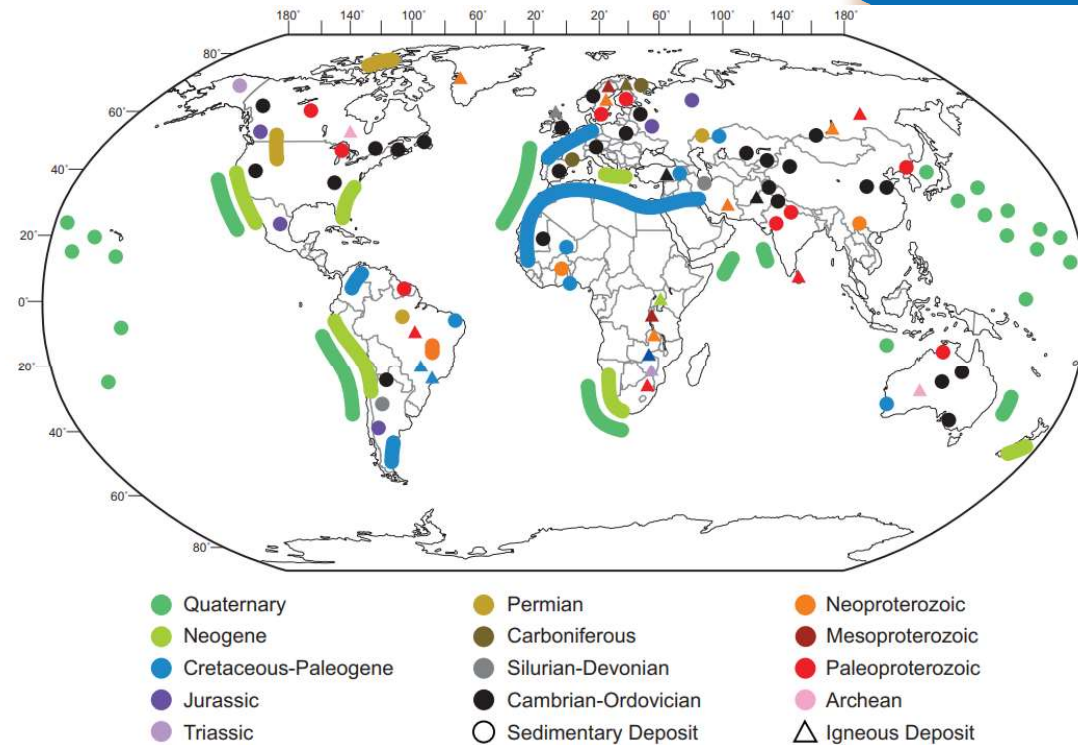 180˚ 140˚ 100˚ 60˚ 20˚ 20˚ 60˚ 100˚ 140˚ 180˚
80˚
60˚
40˚
20˚
0˚
20˚
40˚
60˚
80˚
Quaternary
Neogene
Cretaceous-Paleogene
Jurassic
Triassic
Permian
Carboniferous
Silurian-Devonian
Cambrian-Ordovician
Sedimentary Deposit
Neoproterozoic
Mesoproterozoic
Paleoproterozoic
Archean
Igneous Deposit